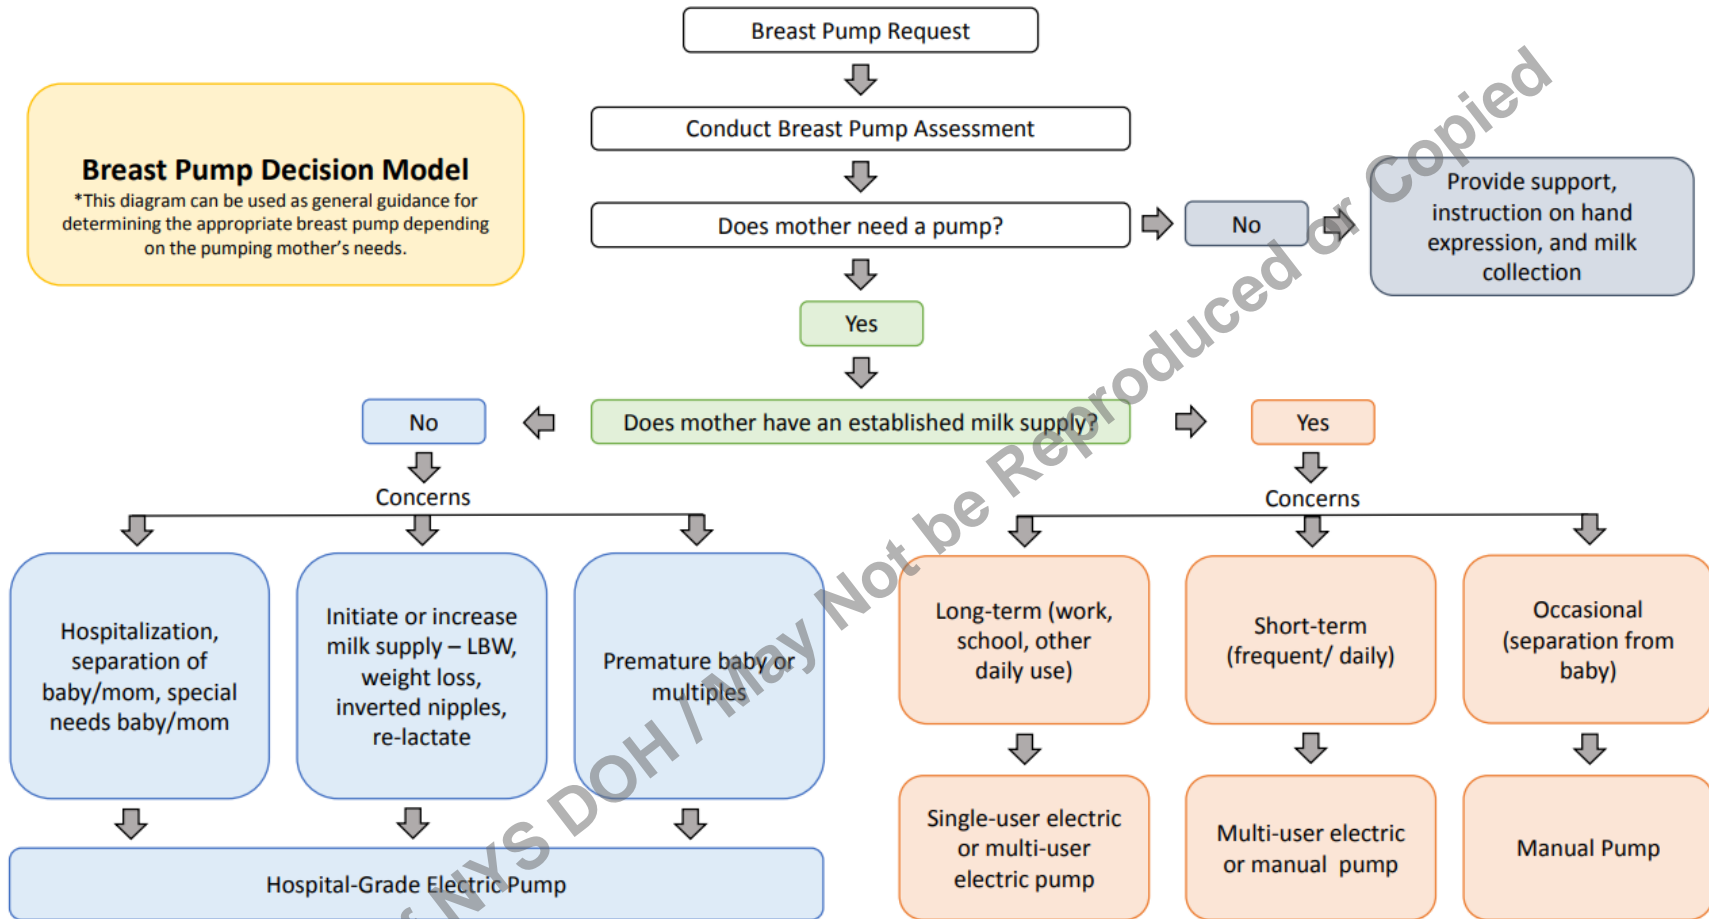 Breast Pump Request
Conduct Breast Pump Assessment
Breast Pump Decision Model
*This diagram can be used as general guidance for
determining the appropriate breast pump depending
on the pumping mother's needs.
Does mother need a pump?
No
Provide support,
instruction on hand
expression, and milk
collection
Yes
Does mother have an established milk supply?
No
Yes
Concerns
Concerns
Hospitalization,
separation of
baby/mom, special
needs baby/mom
Initiate or increase
milk supply – LBW,
weight loss,
inverted nipples,
re-lactate
Premature baby or
multiples
Long-term (work,
school, other
daily use)
Short-term
(frequent/ daily)
Occasional
(separation from
baby)
Hospital-Grade Electric Pump
Single-user electric
or multi-user
electric pump
Multi-user electric
or manual pump
Manual Pump
NYS DOH / May Not be Reproduced or Copied